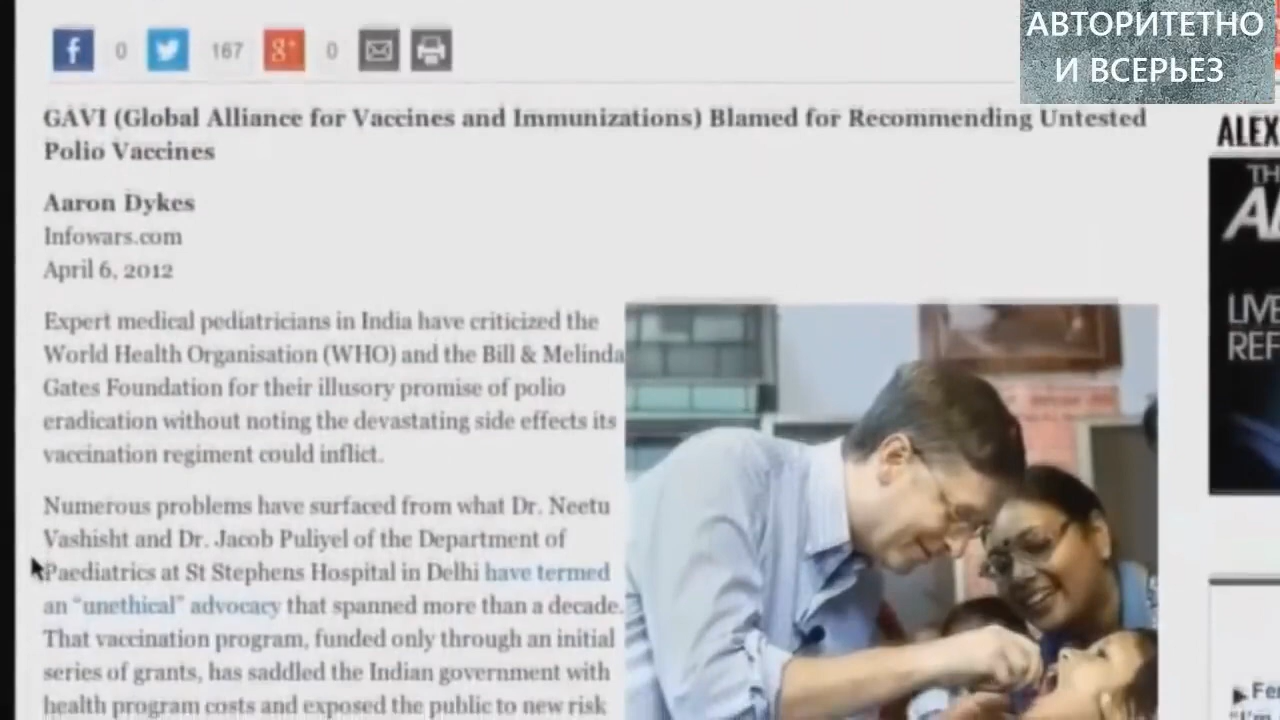 АВТОРИТЕТНО
И ВСЕРЬЕЗ
f 0 167 g+ 0
GAVI (Global Alliance for Vaccines and Immunizations) Blamed for Recommending Untested
Polio Vaccines
Aaron Dykes
Infowars.com
April 6, 2012
Expert medical pediatricians in India have criticized the
World Health Organisation (WHO) and the Bill & Melinda
Gates Foundation for their illusory promise of polio
eradication without noting the devastating side effects its
vaccination regiment could inflict.
Numerous problems have surfaced from what Dr. Neetu
Vashisht and Dr. Jacob Puliyel of the Department of
Paediatrics at St Stephens Hospital in Delhi have termed
an “unethical” advocacy that spanned more than a decade.
That vaccination program, funded only through an initial
series of grants, has saddled the Indian government with
health program costs and exposed the public to new risk
ALEX
TH
AL
LIVE
REF
Fer